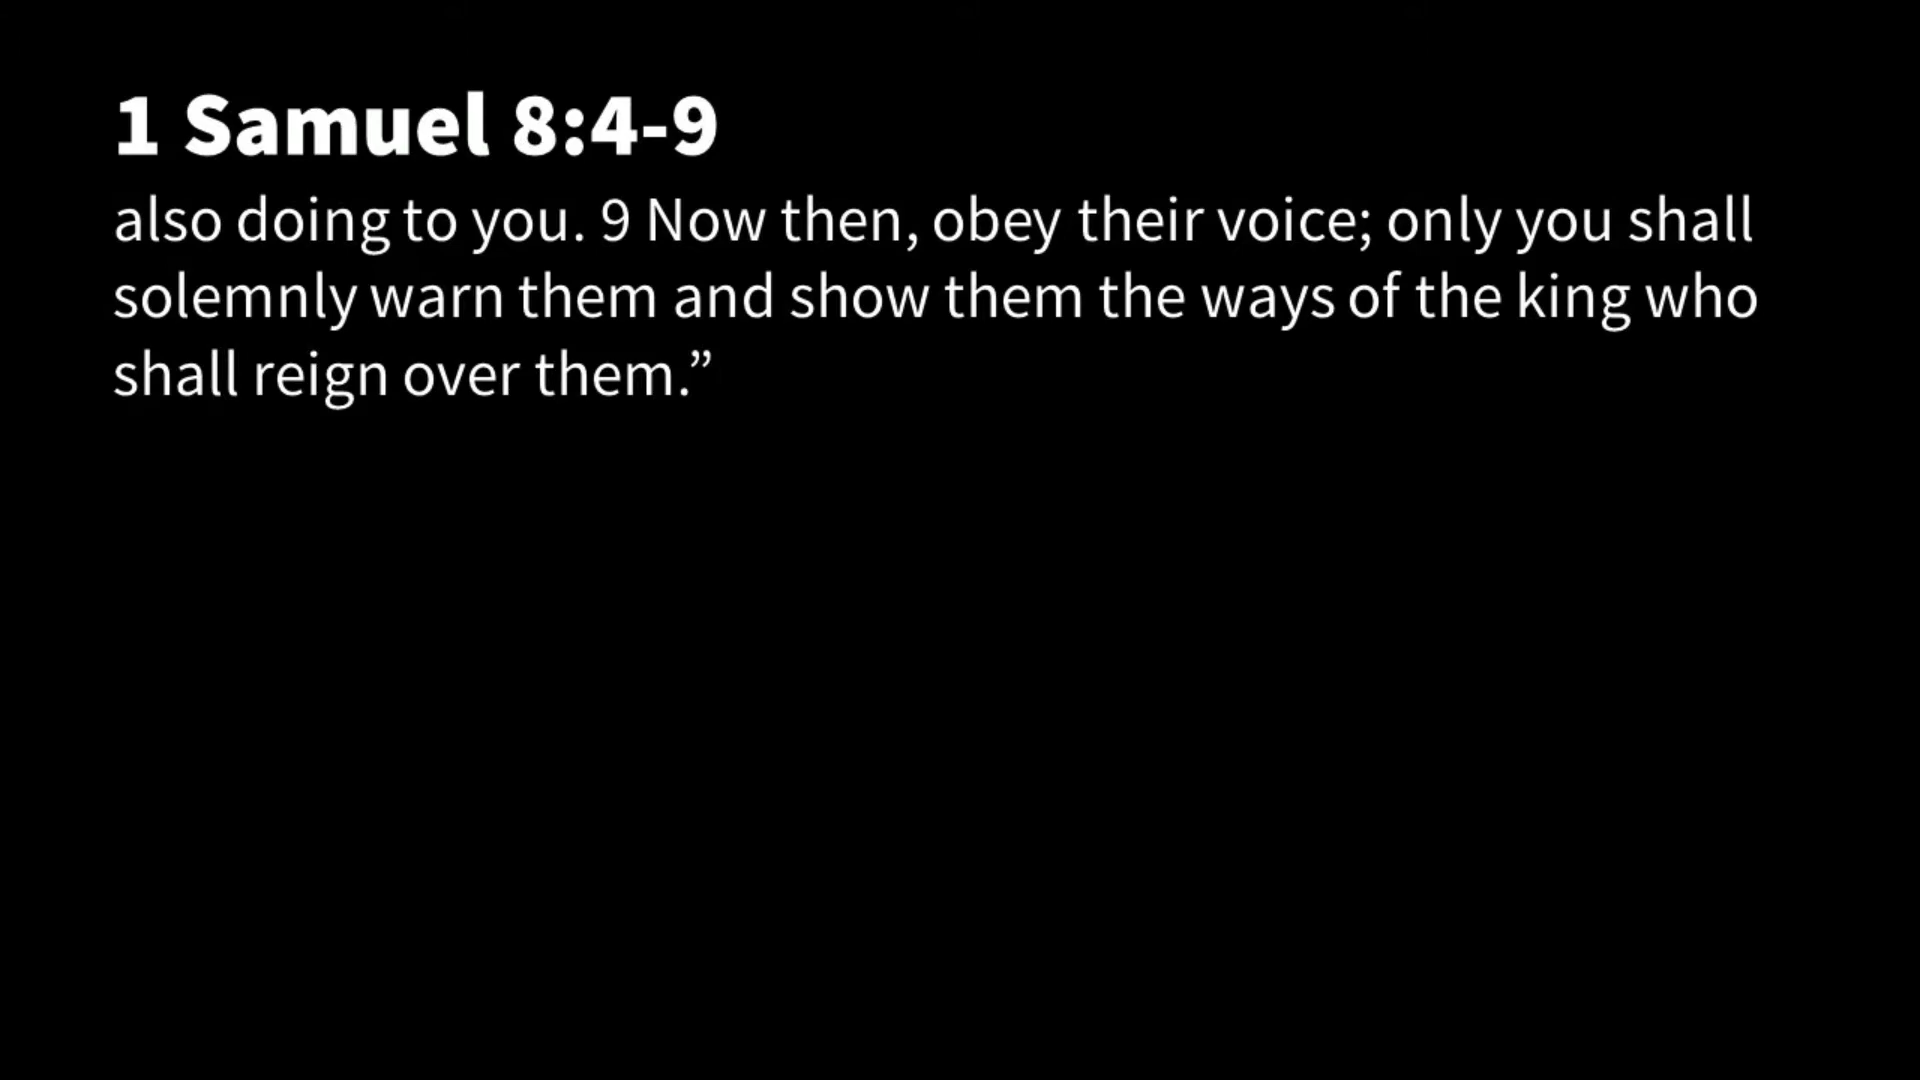 1 Samuel 8:4-9
also doing to you. 9 Now then, obey their voice; only you shall
solemnly warn them and show them the ways of the king who
shall reign over them.”